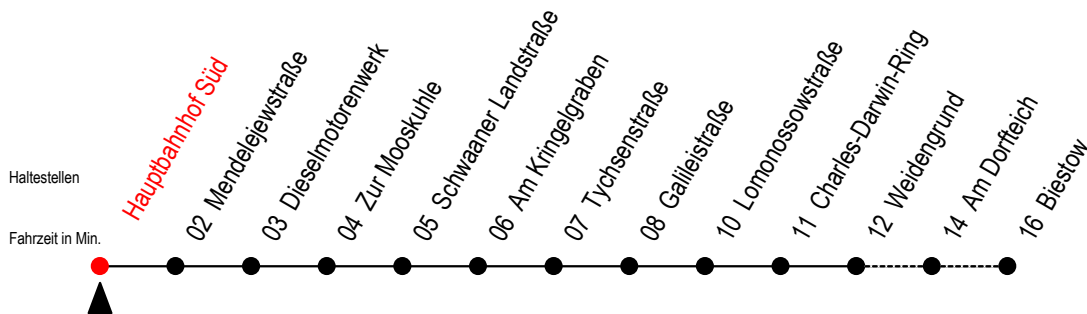 Haltestellen
Fahrzeit in Min.
Hauptbahnhof Süd
02 Mendelejewstraße
03 Dieselmotorenwerk
04 Zur Mooskuhle
05 Schwaaner Landstraße
06 Am Kringelgraben
07 Tychsenstraße
08 Galileistraße
10 Lomonossowstraße
11 Charles-Darwin-Ring
12 Weidengrund
14 Am Dorfteich
16 Biestow